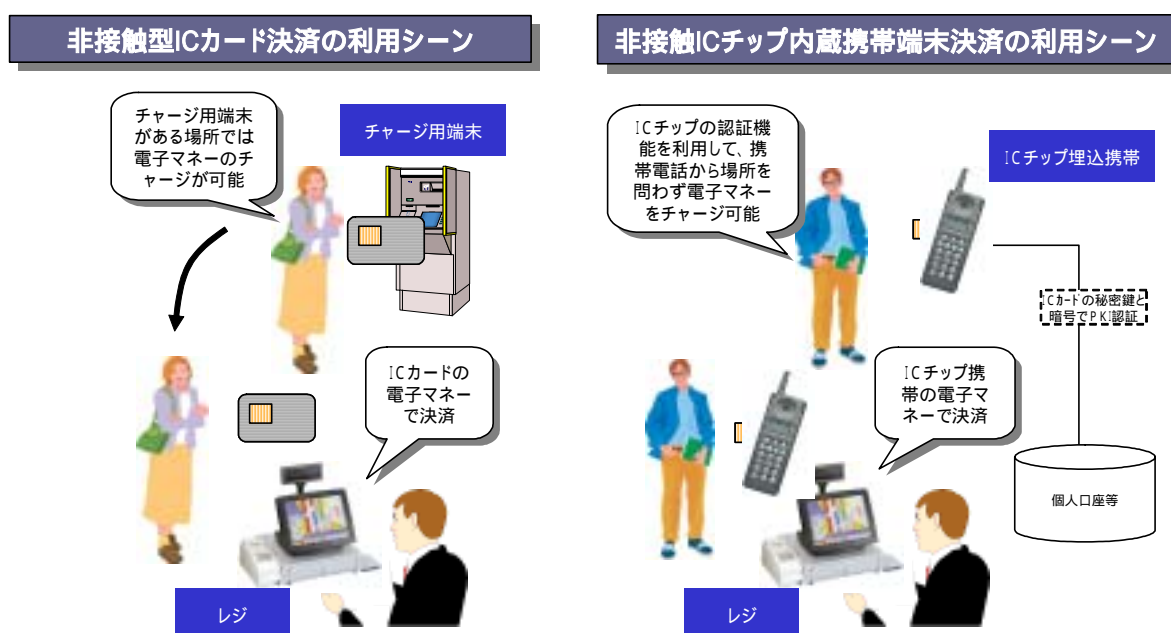 非接触型ICカード決済の利用シーン
チャージ用端末
がある場所では
電子マネーのチ
ャージが可能
チャージ用端末
ICカードの
電子マネー
で決済
レジ
非接触ICチップ内蔵携帯端末決済の利用シーン
ICチップの認証機
能を利用して、携
帯電話から場所を
問わず電子マネー
をチャージ可能
ICチップ埋込携帯
ICカードの秘密鍵と
暗号でPKI認証
ICチップ携
帯の電子マ
ネーで決済
個人口座等
レジ